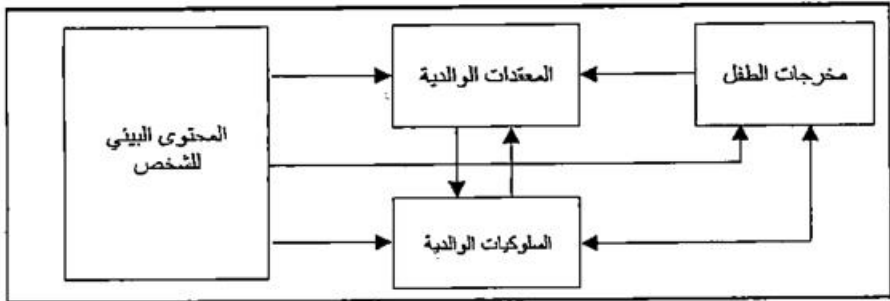 مخرجات الطفل
المعتقدات الوالدية
المحتوى البيئي
للشخص
السلوكيات الوالدية